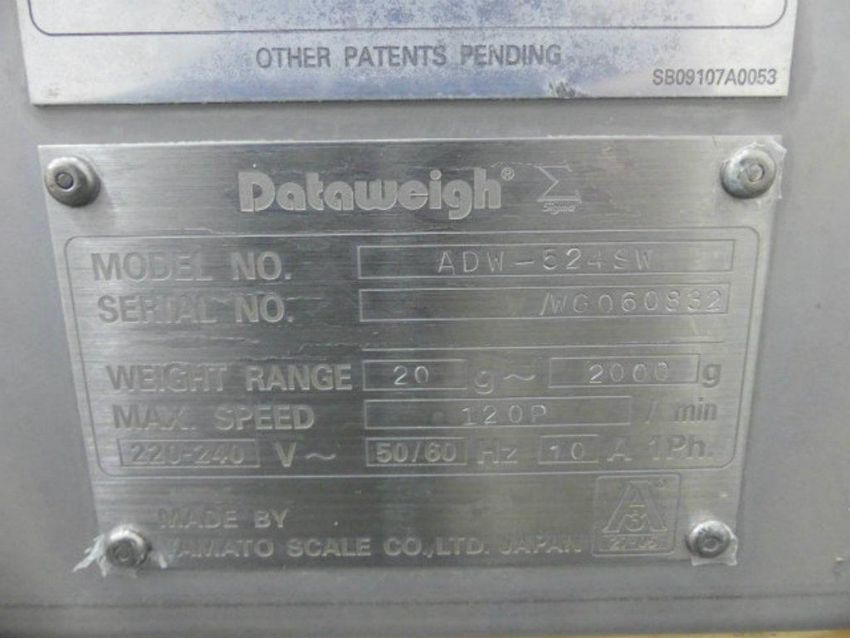 OTHER PATENTS PENDING
SB09107A0053
Dataweigh® Σ Sigma
MODEL NO. ADW-524SW
SERIAL NO. /WG060832
WEIGHT RANGE 20 g ~ 2000 g
MAX. SPEED 120P / min
220-240 V ~ 50/60 Hz 10 A 1Ph.
MADE BY
YAMATO SCALE CO.,LTD. JAPAN